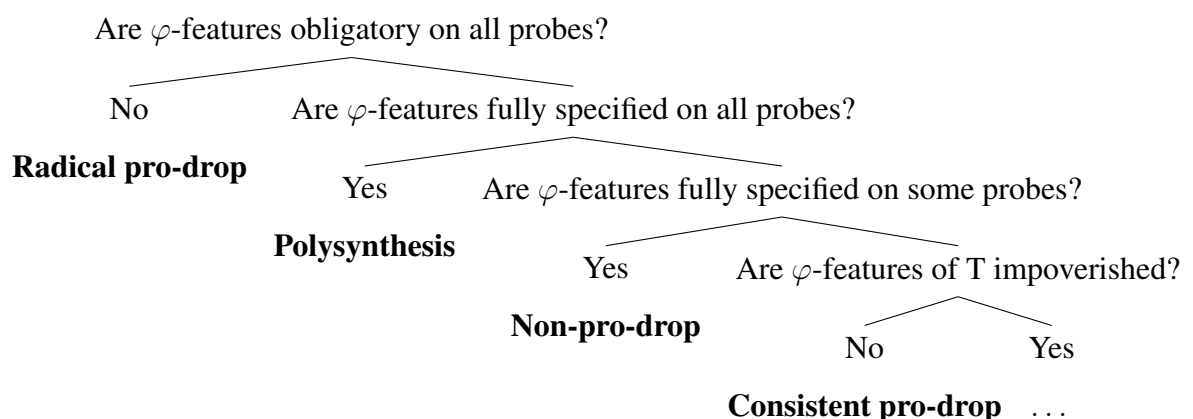 Are φ-features obligatory on all probes?
No
Are φ-features fully specified on all probes?
Radical pro-drop
Yes
Are φ-features fully specified on some probes?
Polysynthesis
Yes
Are φ-features of T impoverished?
Non-pro-drop
No
Yes
Consistent pro-drop
...